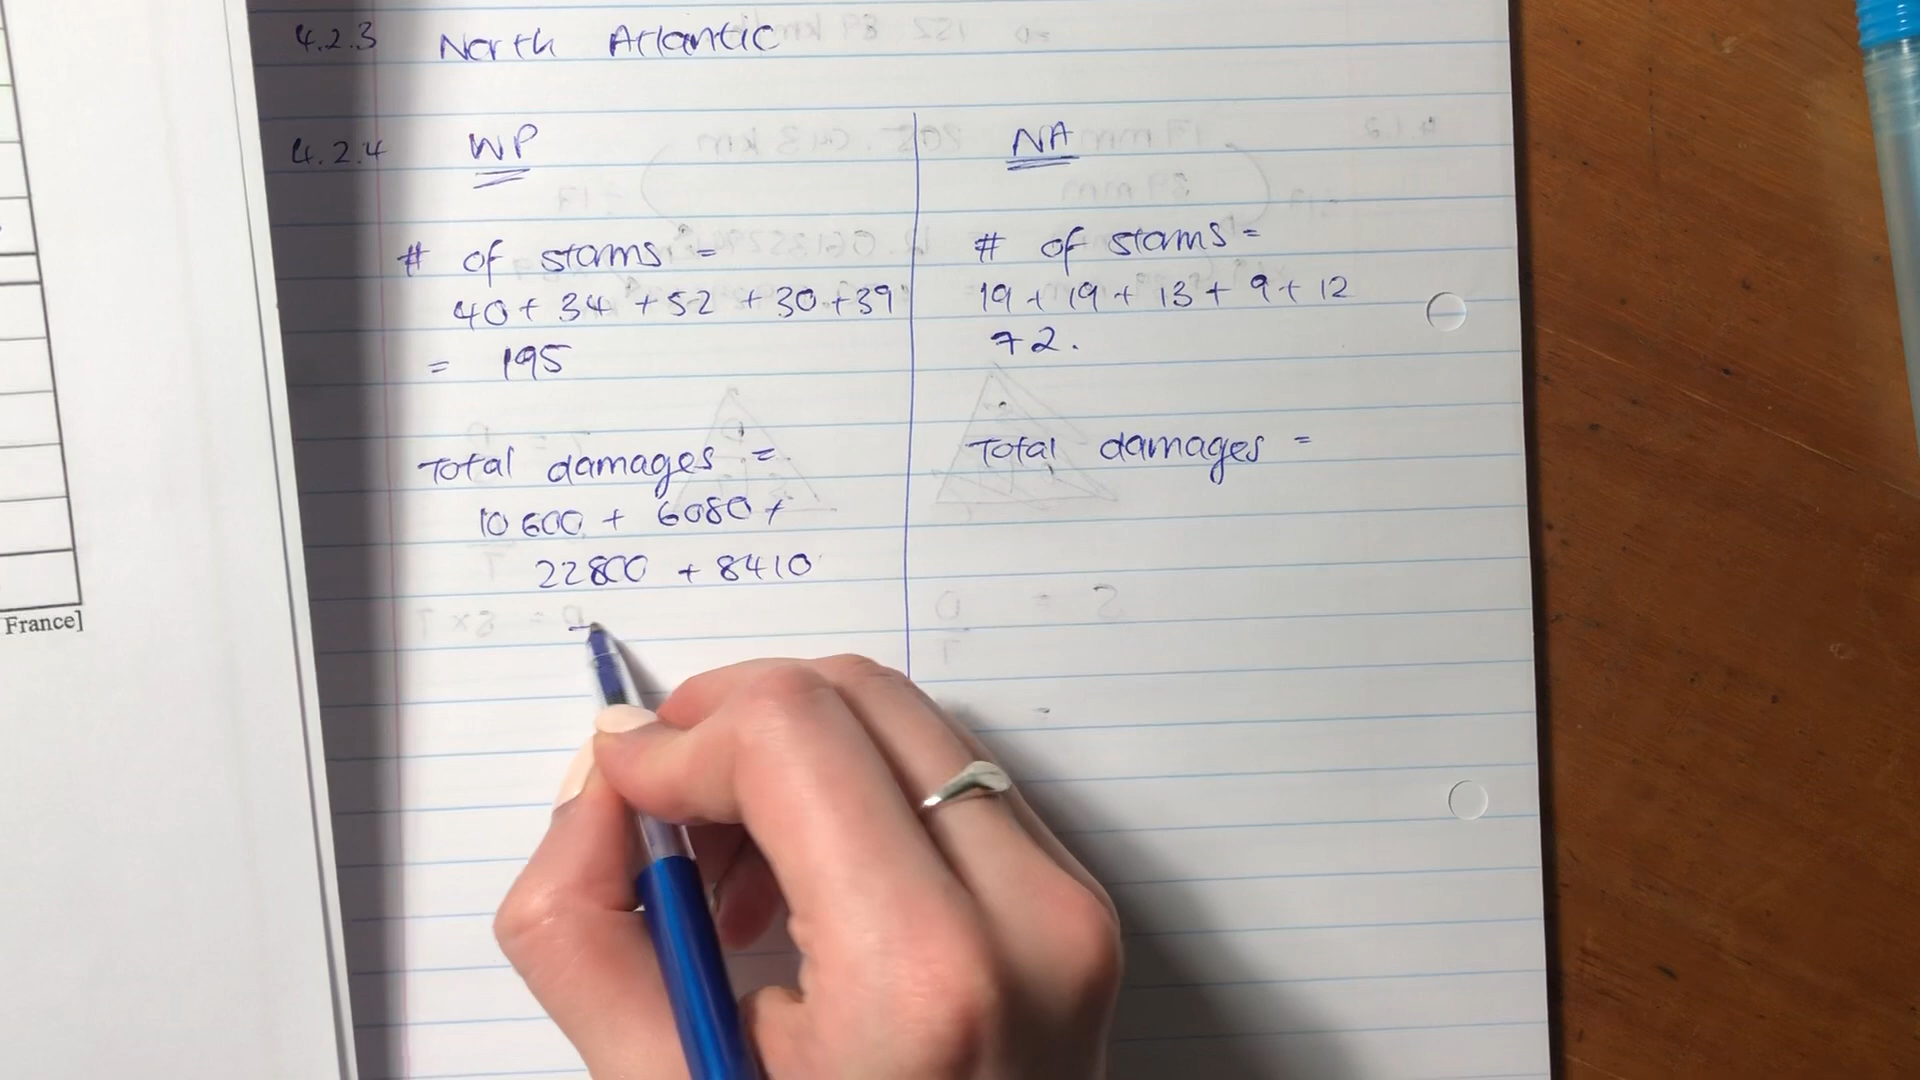 4.2.3 North Atlantic
4.2.4 WP
# of storms =
40 + 34 + 52 + 30 + 39
= 195
Total damages =
10 600 + 6080 +
22800 + 8410
NA
# of storms =
19 + 19 + 13 + 9 + 12
72.
Total damages =
France]